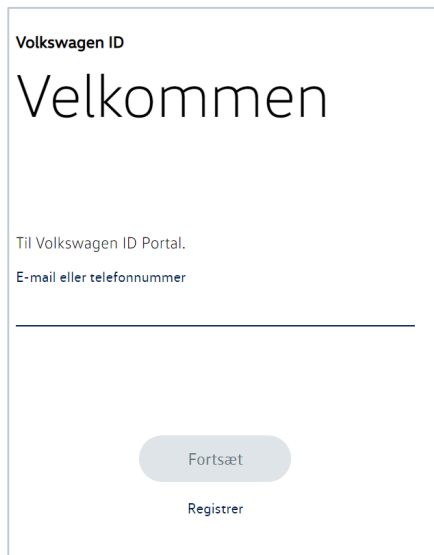 Volkswagen ID
Velkommen
Til Volkswagen ID Portal.
E-mail eller telefonnummer
Fortsæt
Registrer